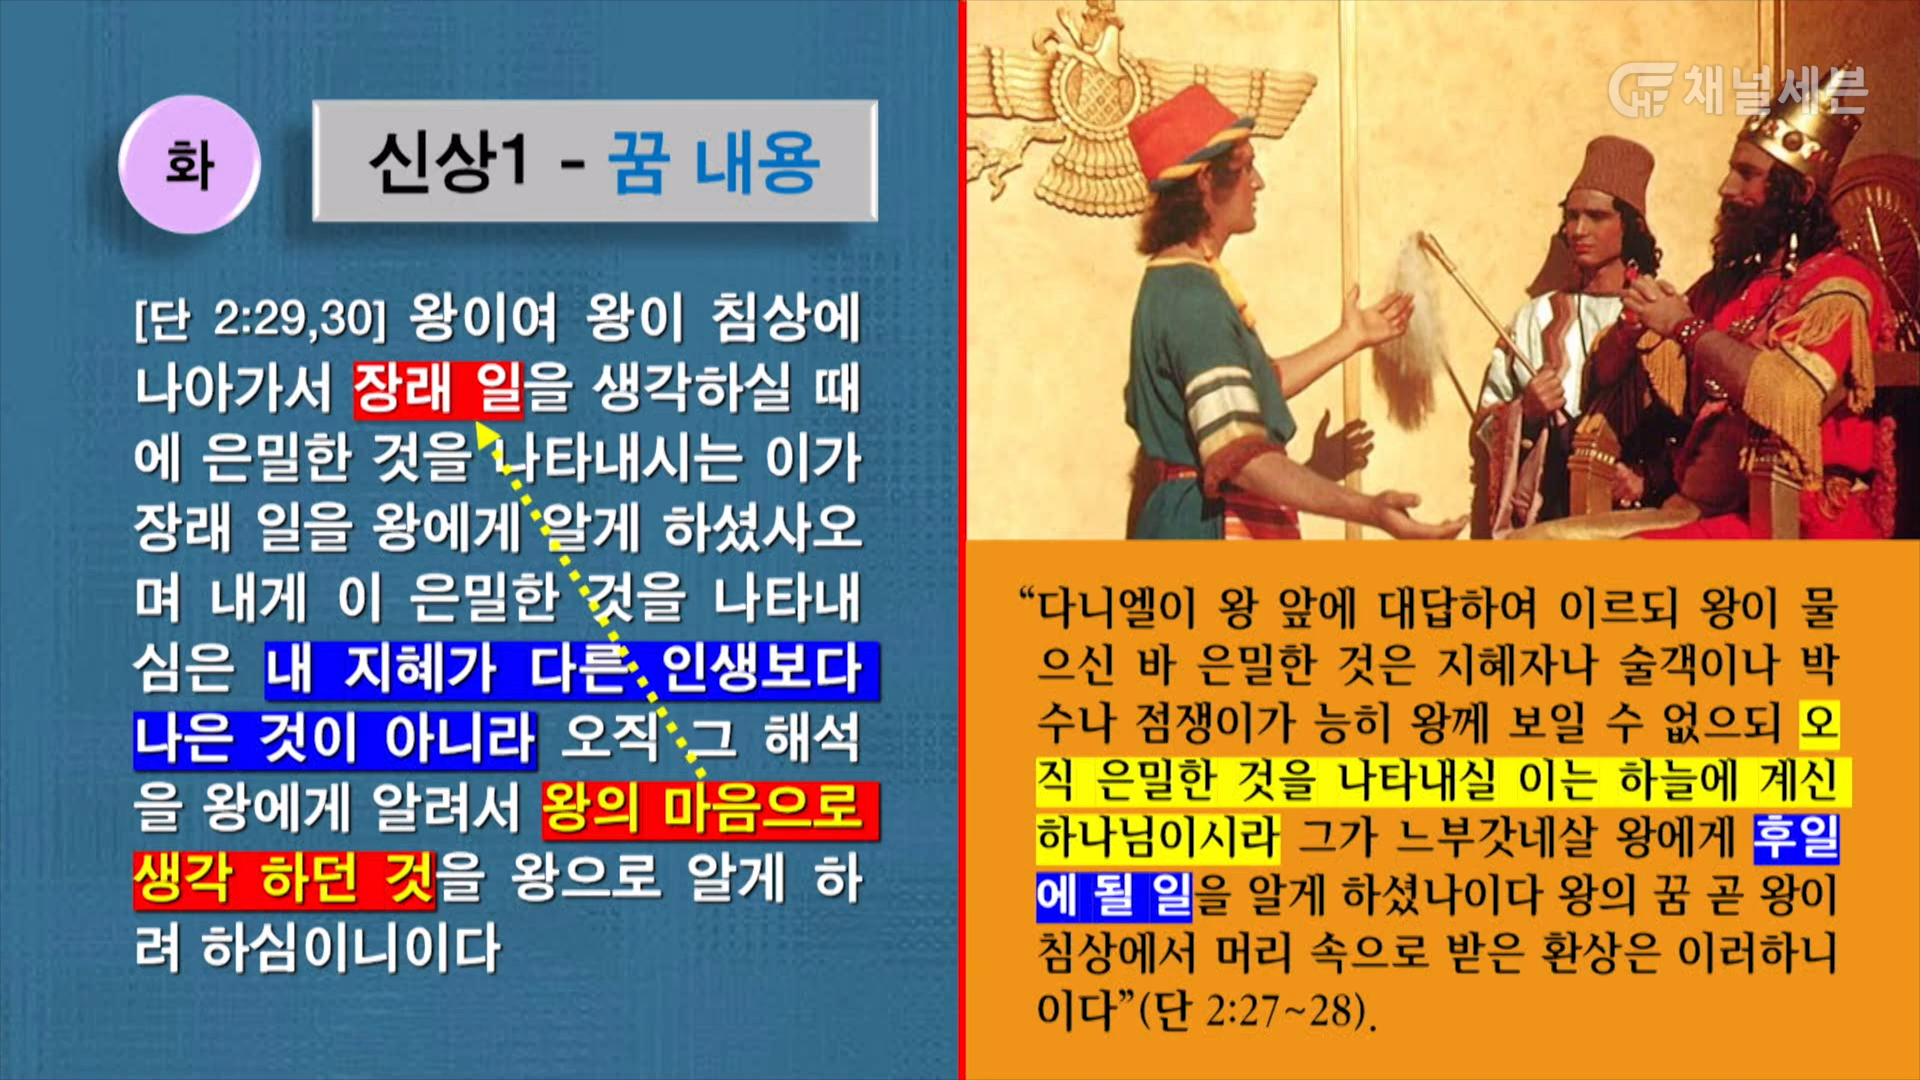 화
신상1 - 꿈 내용
[단 2:29,30] 왕이여 왕이 침상에
나아가서 장래 일을 생각하실 때
에 은밀한 것을 나타내시는 이가
장래 일을 왕에게 알게 하셨사오
며 내게 이 은밀한 것을 나타내
심은 내 지혜가 다른 인생보다
나은 것이 아니라 오직 그 해석
을 왕에게 알려서 왕의 마음으로
생각 하던 것을 왕으로 알게 하
려 하심이니이다
채널세븐
“다니엘이 왕 앞에 대답하여 이르되 왕이 물
으신 바 은밀한 것은 지혜자나 술객이나 박
수나 점쟁이가 능히 왕께 보일 수 없으되 오
직 은밀한 것을 나타내실 이는 하늘에 계신
하나님이시라 그가 느부갓네살 왕에게 후일
에 될 일을 알게 하셨나이다 왕의 꿈 곧 왕이
침상에서 머리 속으로 받은 환상은 이러하니
이다”(단 2:27~28).